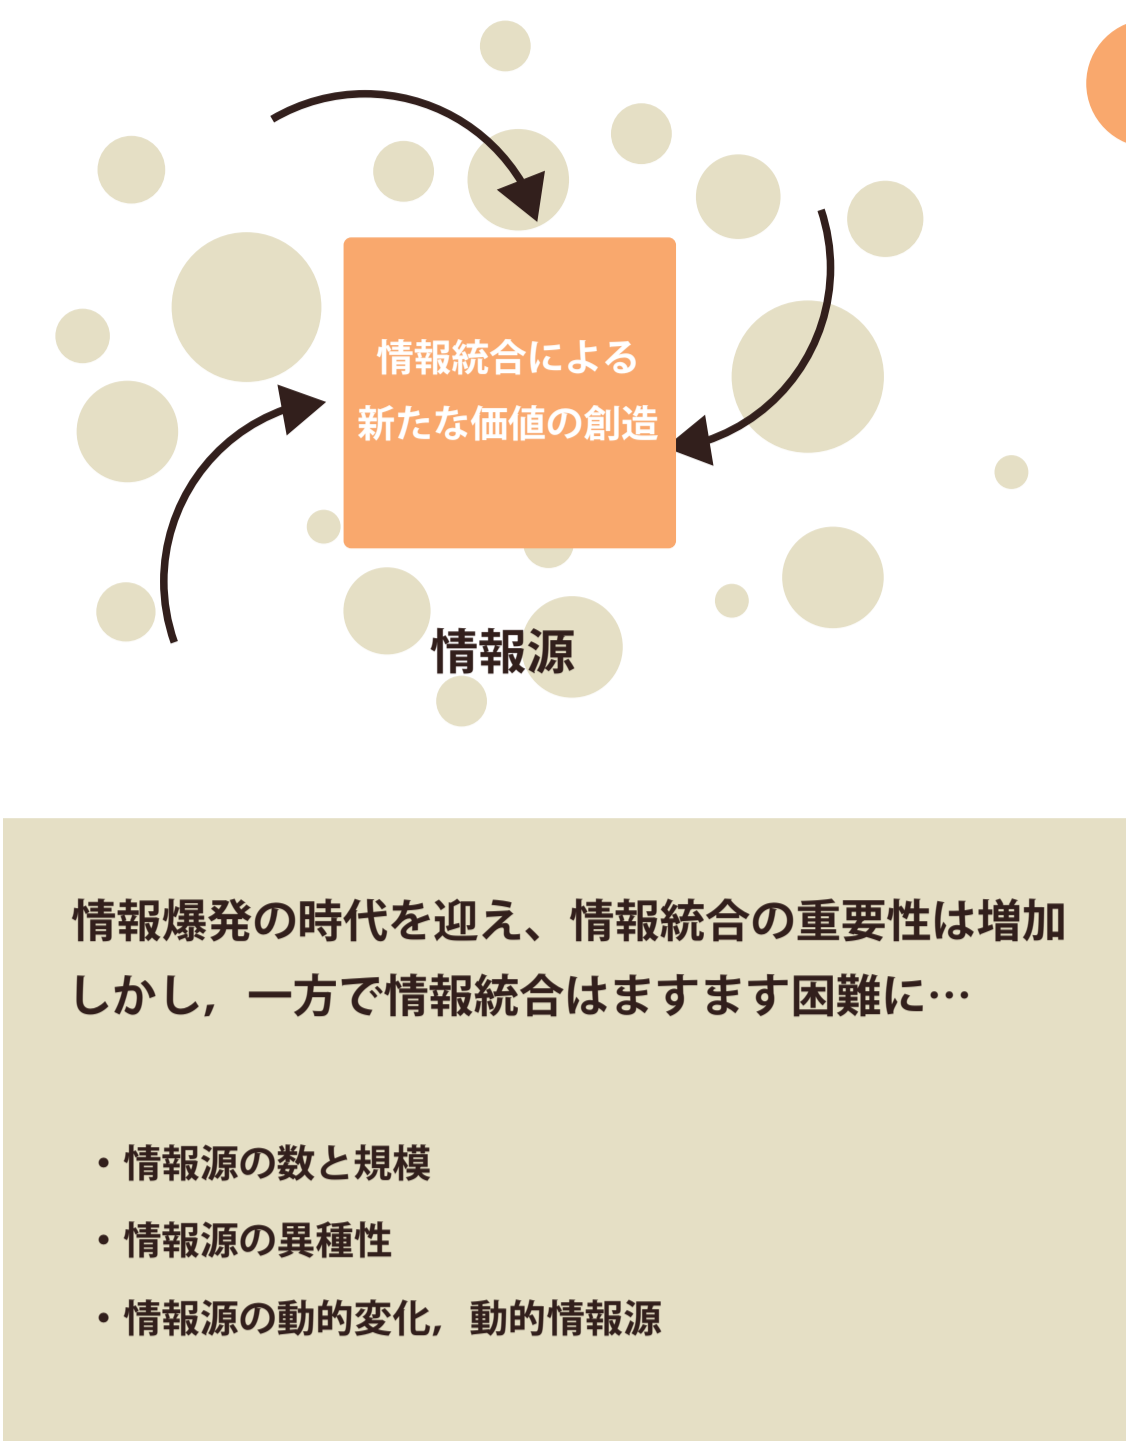 情報統合による
新たな価値の創造
情報源
情報爆発の時代を迎え、情報統合の重要性は増加
しかし，一方で情報統合はますます困難に…
・情報源の数と規模
・情報源の異種性
・情報源の動的変化，動的情報源